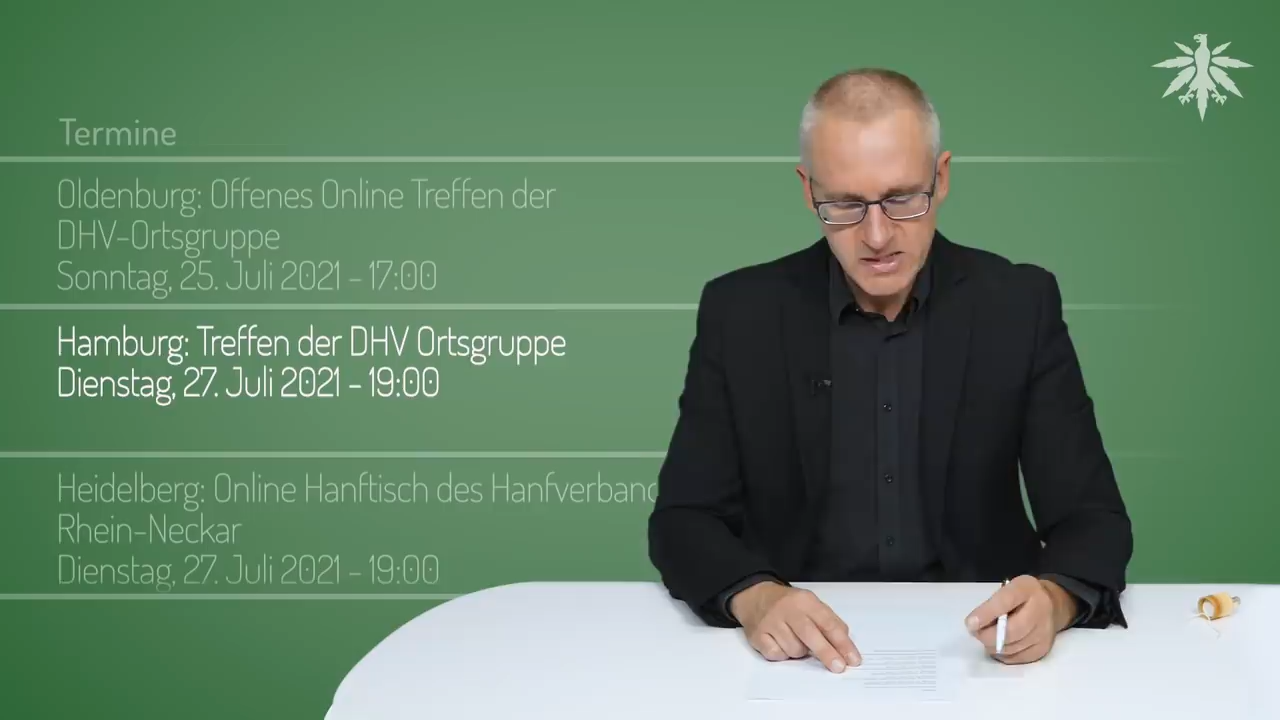 Termine
Oldenburg: Offenes Online Treffen der
DHV-Ortsgruppe
Sonntag, 25. Juli 2021 - 17:00
Hamburg: Treffen der DHV Ortsgruppe
Dienstag, 27. Juli 2021 - 19:00
Heidelberg: Online Hanftisch des Hanfverband
Rhein-Neckar
Dienstag, 27. Juli 2021 - 19:00